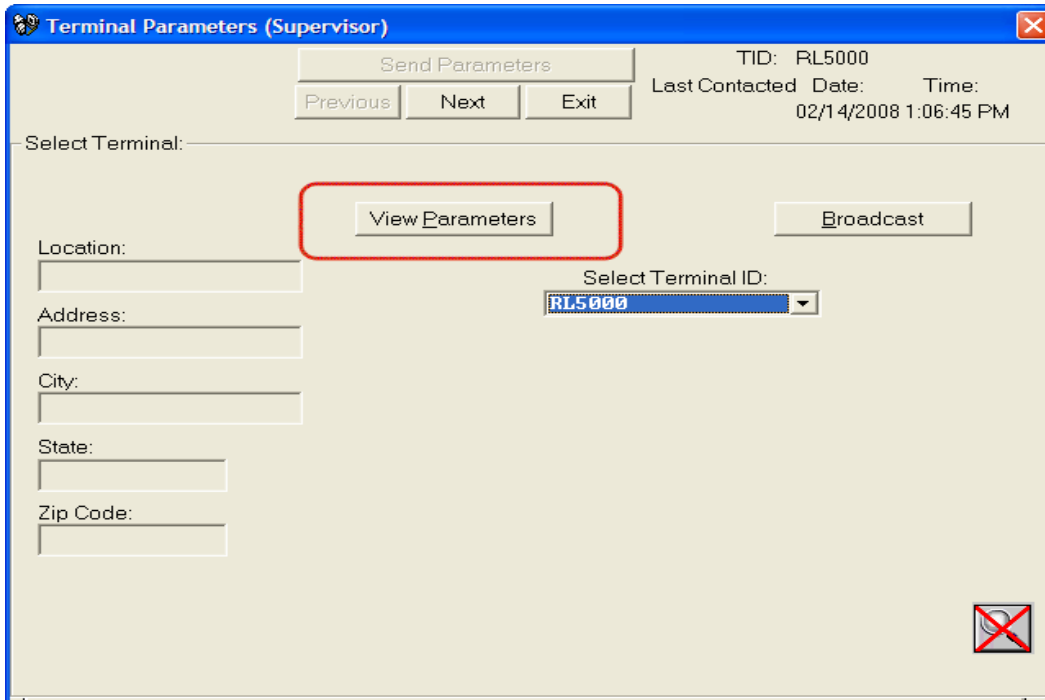 Terminal Parameters (Supervisor)
Send Parameters
Previous Next Exit
TID: RL5000
Last Contacted Date: Time:
02/14/2008 1:06:45 PM
Select Terminal:
View Parameters
Broadcast
Location:
Select Terminal ID:
RL5000
Address:
City:
State:
Zip Code: